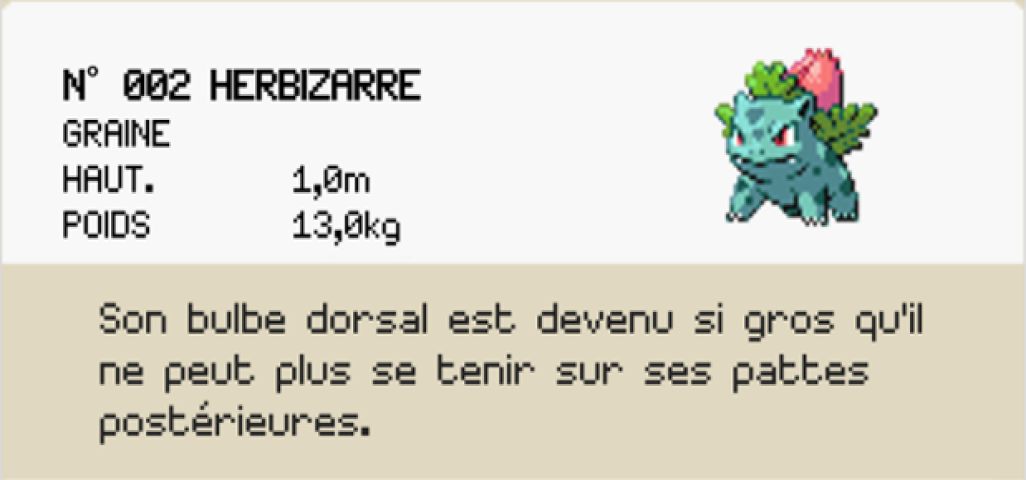 N° 002 HERBIZARRE
GRAINE
HAUT. 1,0m
POIDS 13,0kg
Son bulbe dorsal est devenu si gros qu'il
ne peut plus se tenir sur ses pattes
postérieures.